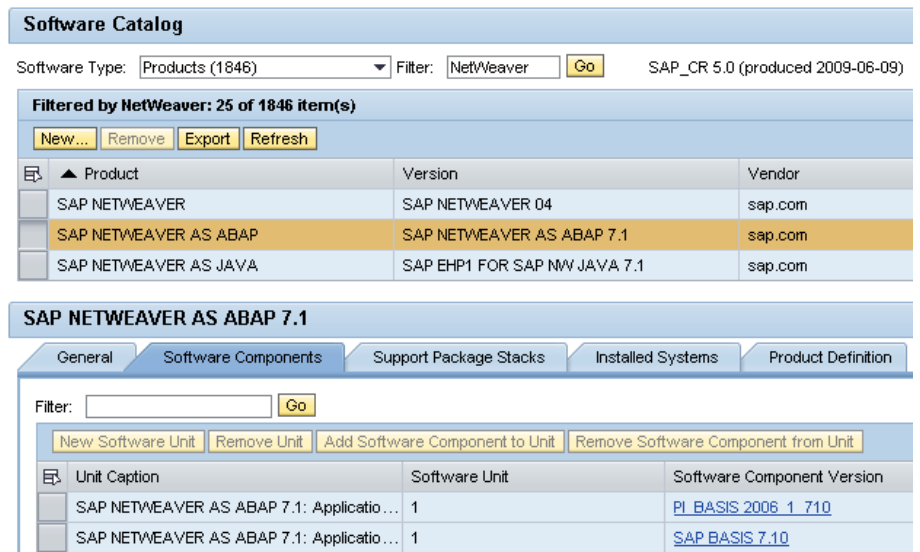 Software Catalog
Software Type: Products (1846) Filter: NetWeaver Go SAP_CR 5.0 (produced 2009-06-09)
Filtered by NetWeaver: 25 of 1846 item(s)
New... Remove Export Refresh
Product Version Vendor
SAP NETWEAVER SAP NETWEAVER 04 sap.com
SAP NETWEAVER AS ABAP SAP NETWEAVER AS ABAP 7.1 sap.com
SAP NETWEAVER AS JAVA SAP EHP1 FOR SAP NW JAVA 7.1 sap.com
SAP NETWEAVER AS ABAP 7.1
General Software Components Support Package Stacks Installed Systems Product Definition
Filter: Go
New Software Unit Remove Unit Add Software Component to Unit Remove Software Component from Unit
Unit Caption Software Unit Software Component Version
SAP NETWEAVER AS ABAP 7.1: Applicatio... 1 PI_BASIS 2006_1_710
SAP NETWEAVER AS ABAP 7.1: Applicatio... 1 SAP BASIS 7.10